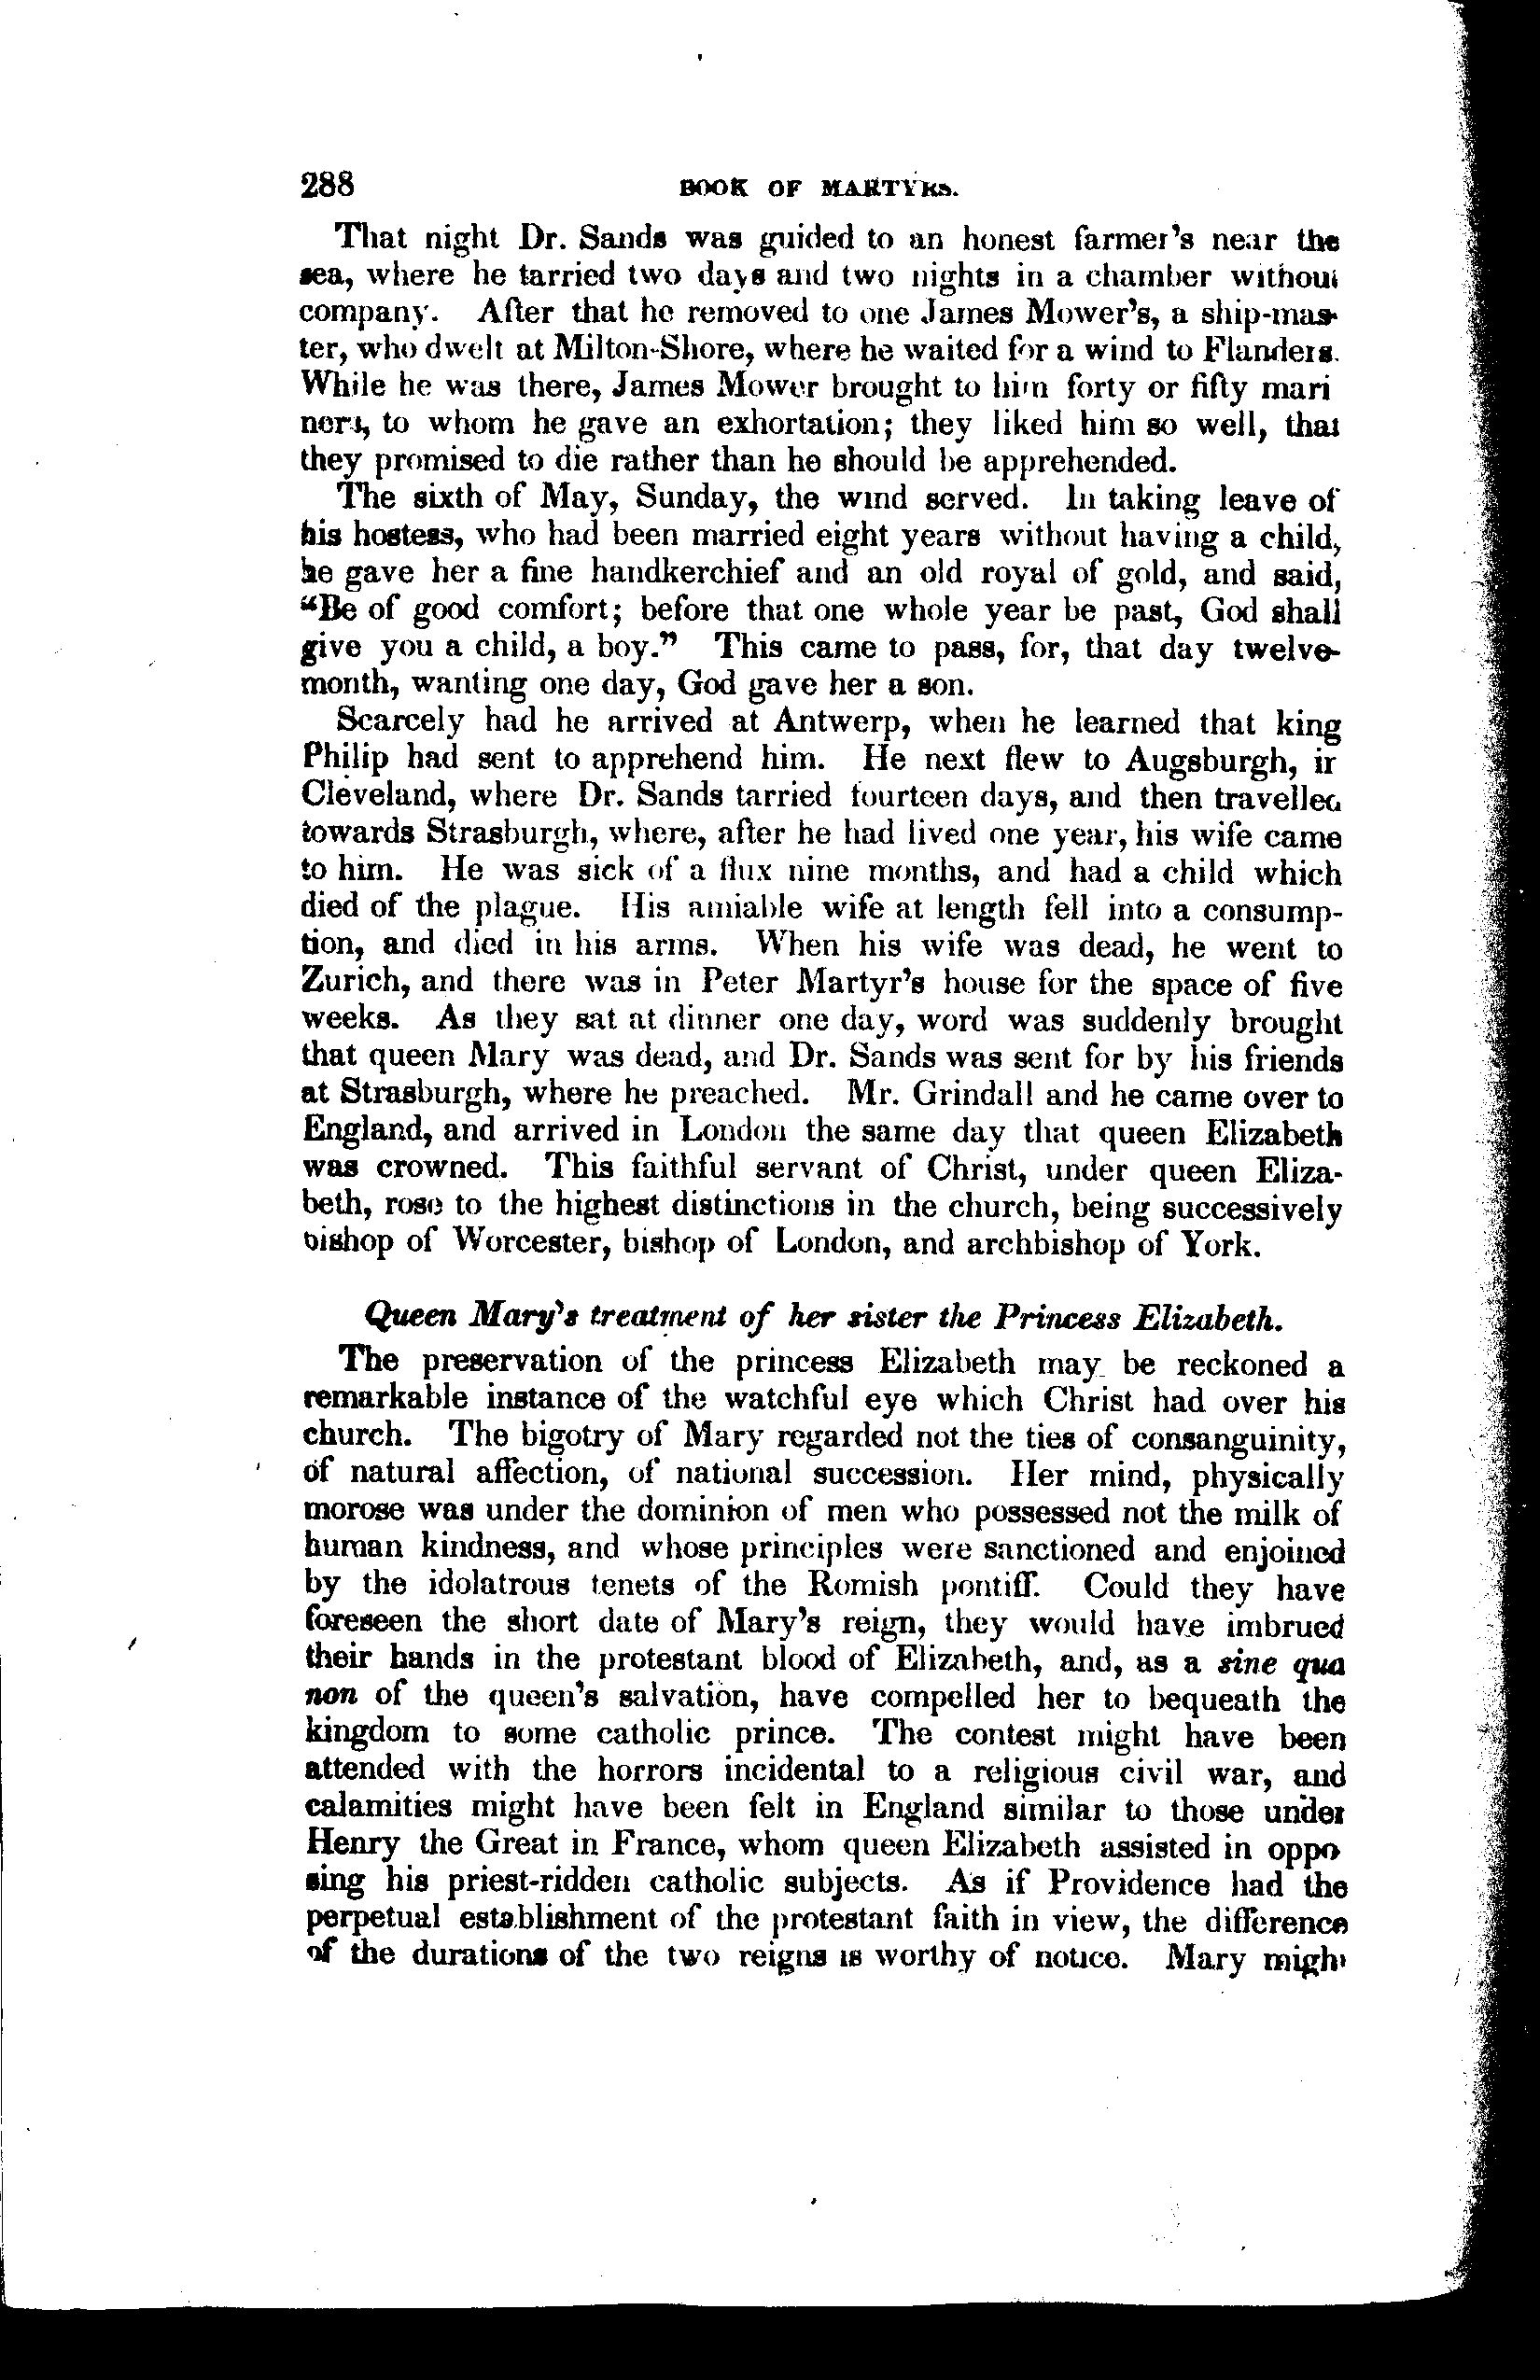 288 BOOK OF MARTYRS.
That night Dr. Sands was guided to an honest farmer's near the
sea, where he tarried two days and two nights in a chamber without
company. After that he removed to one James Mower's, a ship-mas-
ter, who dwelt at Milton-Shore, where he waited for a wind to Flanders.
While he was there, James Mower brought to him forty or fifty mari
ners, to whom he gave an exhortation; they liked him so well, that
they promised to die rather than he should be apprehended.
The sixth of May, Sunday, the wind served. In taking leave of
his hostess, who had been married eight years without having a child,
he gave her a fine handkerchief and an old royal of gold, and said,
"Be of good comfort; before that one whole year be past, God shall
give you a child, a boy." This came to pass, for, that day twelve-
month, wanting one day, God gave her a son.
Scarcely had he arrived at Antwerp, when he learned that king
Philip had sent to apprehend him. He next flew to Augsburgh, in
Cleveland, where Dr. Sands tarried fourteen days, and then travelled
towards Strasburgh, where, after he had lived one year, his wife came
to him. He was sick of a flux nine months, and had a child which
died of the plague. His amiable wife at length fell into a consump-
tion, and died in his arms. When his wife was dead, he went to
Zurich, and there was in Peter Martyr's house for the space of five
weeks. As they sat at dinner one day, word was suddenly brought
that queen Mary was dead, and Dr. Sands was sent for by his friends
at Strasburgh, where he preached. Mr. Grindall and he came over to
England, and arrived in London the same day that queen Elizabeth
was crowned. This faithful servant of Christ, under queen Eliza-
beth, rose to the highest distinctions in the church, being successively
bishop of Worcester, bishop of London, and archbishop of York.
Queen Mary's treatment of her sister the Princess Elizabeth.
The preservation of the princess Elizabeth may be reckoned a
remarkable instance of the watchful eye which Christ had over his
church. The bigotry of Mary regarded not the ties of consanguinity,
of natural affection, of national succession. Her mind, physically
morose was under the dominion of men who possessed not the milk of
human kindness, and whose principles were sanctioned and enjoined
by the idolatrous tenets of the Romish pontiff. Could they have
foreseen the short date of Mary's reign, they would have imbrued
their hands in the protestant blood of Elizabeth, and, as a sine qua
non of the queen's salvation, have compelled her to bequeath the
kingdom to some catholic prince. The contest might have been
attended with the horrors incidental to a religious civil war, and
calamities might have been felt in England similar to those under
Henry the Great in France, whom queen Elizabeth assisted in oppo
sing his priest-ridden catholic subjects. As if Providence had the
perpetual establishment of the protestant faith in view, the difference
of the durations of the two reigns is worthy of notice. Mary might